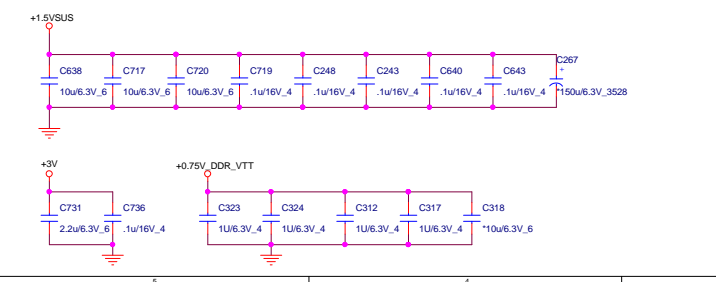 +1.5VSUS
C638 C717 C720 C719 C248 C243 C640 C643 C267
+
10u/6.3V_6 10u/6.3V_6 10u/6.3V_6 .1u/16V_4 .1u/16V_4 .1u/16V_4 .1u/16V_4 .1u/16V_4 *150u/6.3V_3528
+3V +0.75V_DDR_VTT
C731 C736 C323 C324 C312 C317 C318
2.2u/6.3V_6 .1u/16V_4 1U/6.3V_4 1U/6.3V_4 1U/6.3V_4 1U/6.3V_4 *10u/6.3V_6
5 4